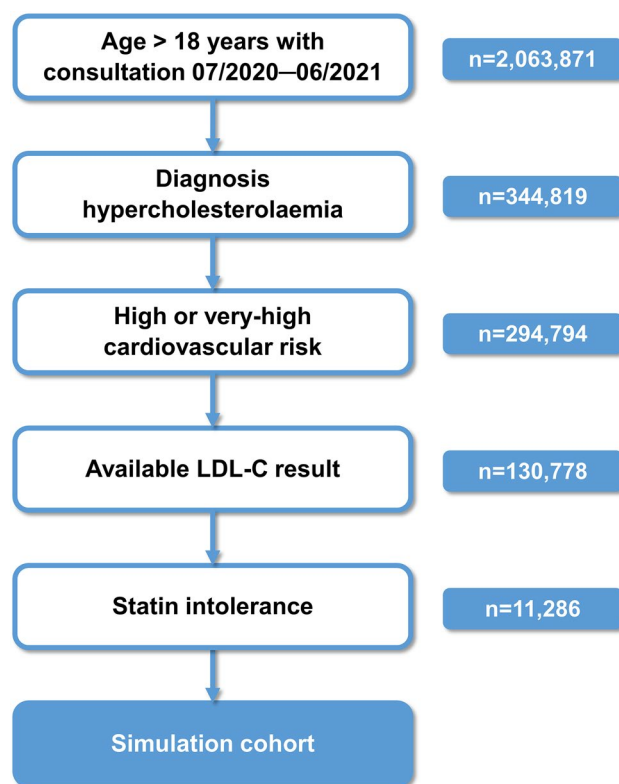 Age > 18 years with
consultation 07/2020—06/2021
n=2,063,871
Diagnosis
hypercholesterolaemia
n=344,819
High or very-high
cardiovascular risk
n=294,794
Available LDL-C result
n=130,778
Statin intolerance
n=11,286
Simulation cohort